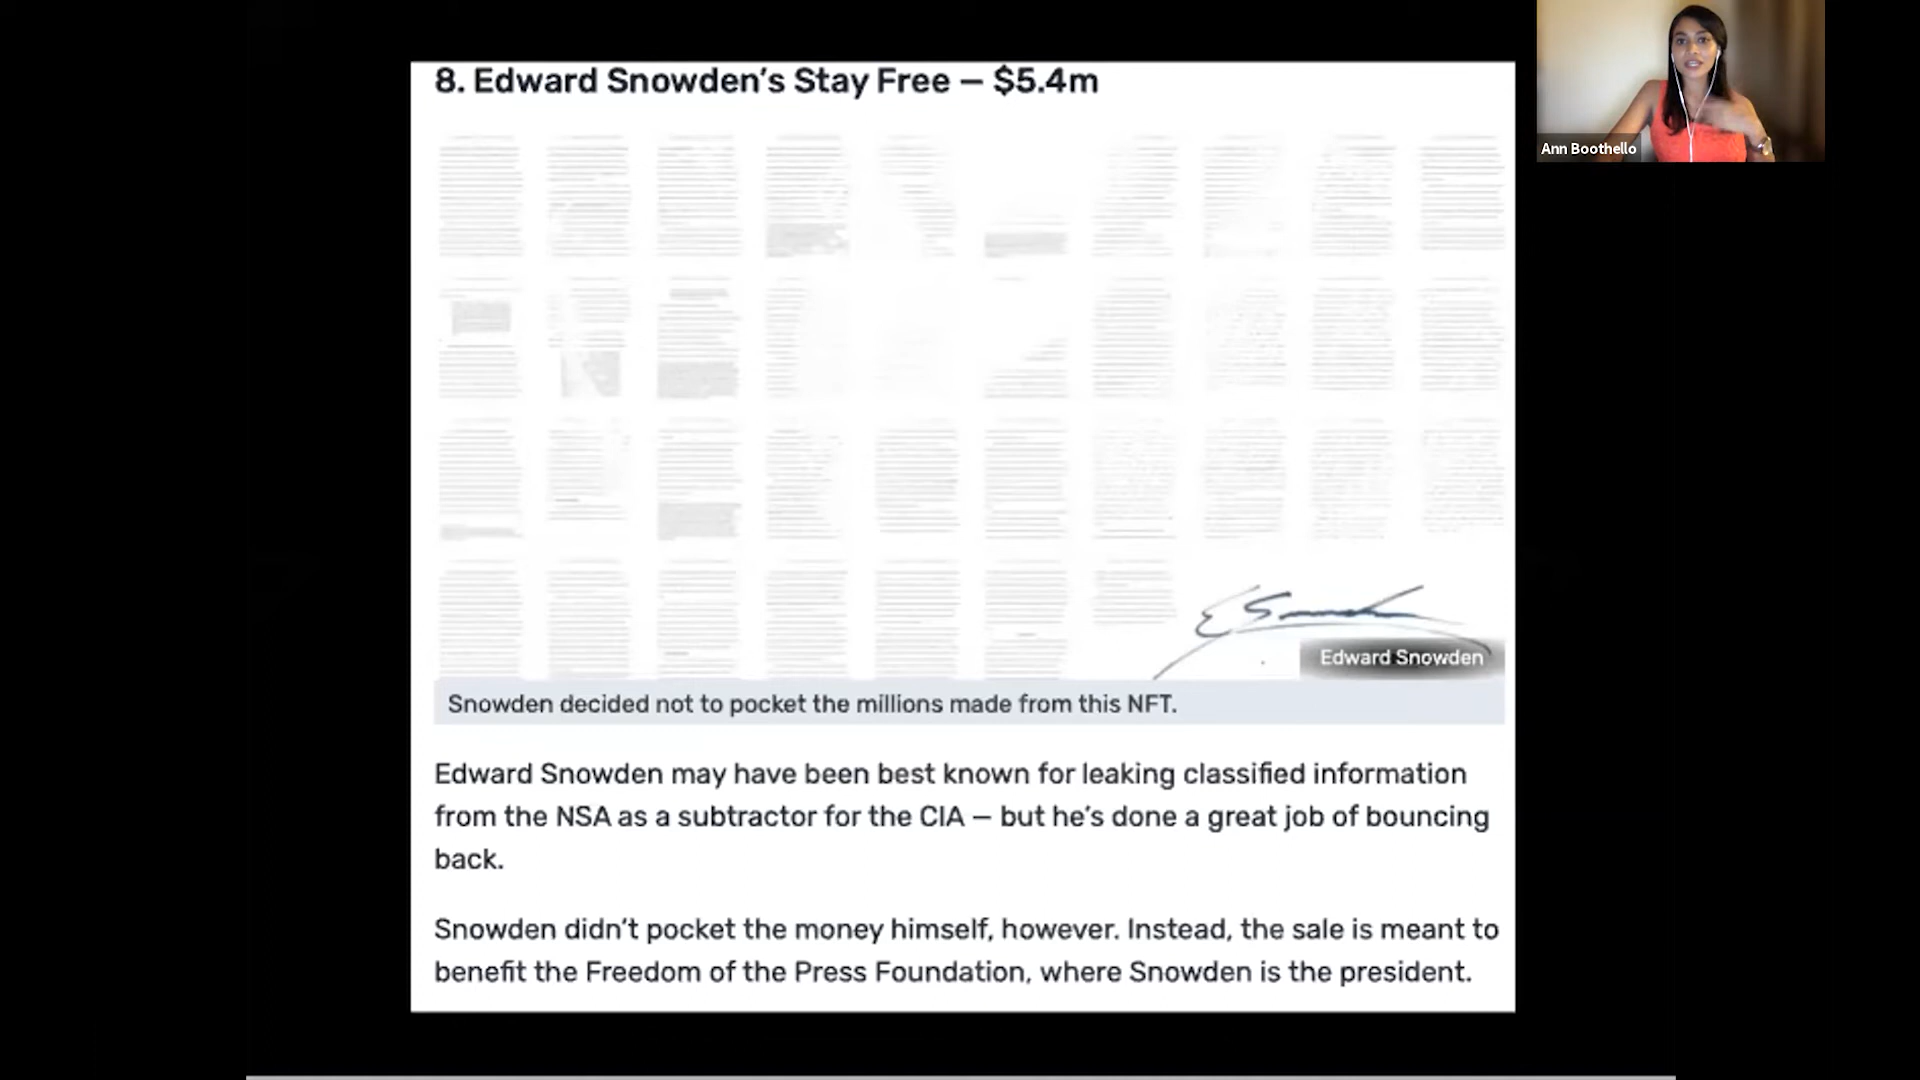 8. Edward Snowden's Stay Free – $5.4m
Ann Boothello
Edward Snowden
Snowden decided not to pocket the millions made from this NFT.
Edward Snowden may have been best known for leaking classified information
from the NSA as a subtractor for the CIA – but he's done a great job of bouncing
back.
Snowden didn't pocket the money himself, however. Instead, the sale is meant to
benefit the Freedom of the Press Foundation, where Snowden is the president.